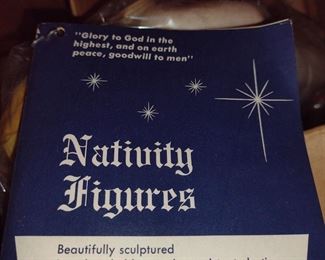 "Glory to God in the
highest, and on earth
peace, goodwill to men"
Nativity
Figures
Beautifully sculptured